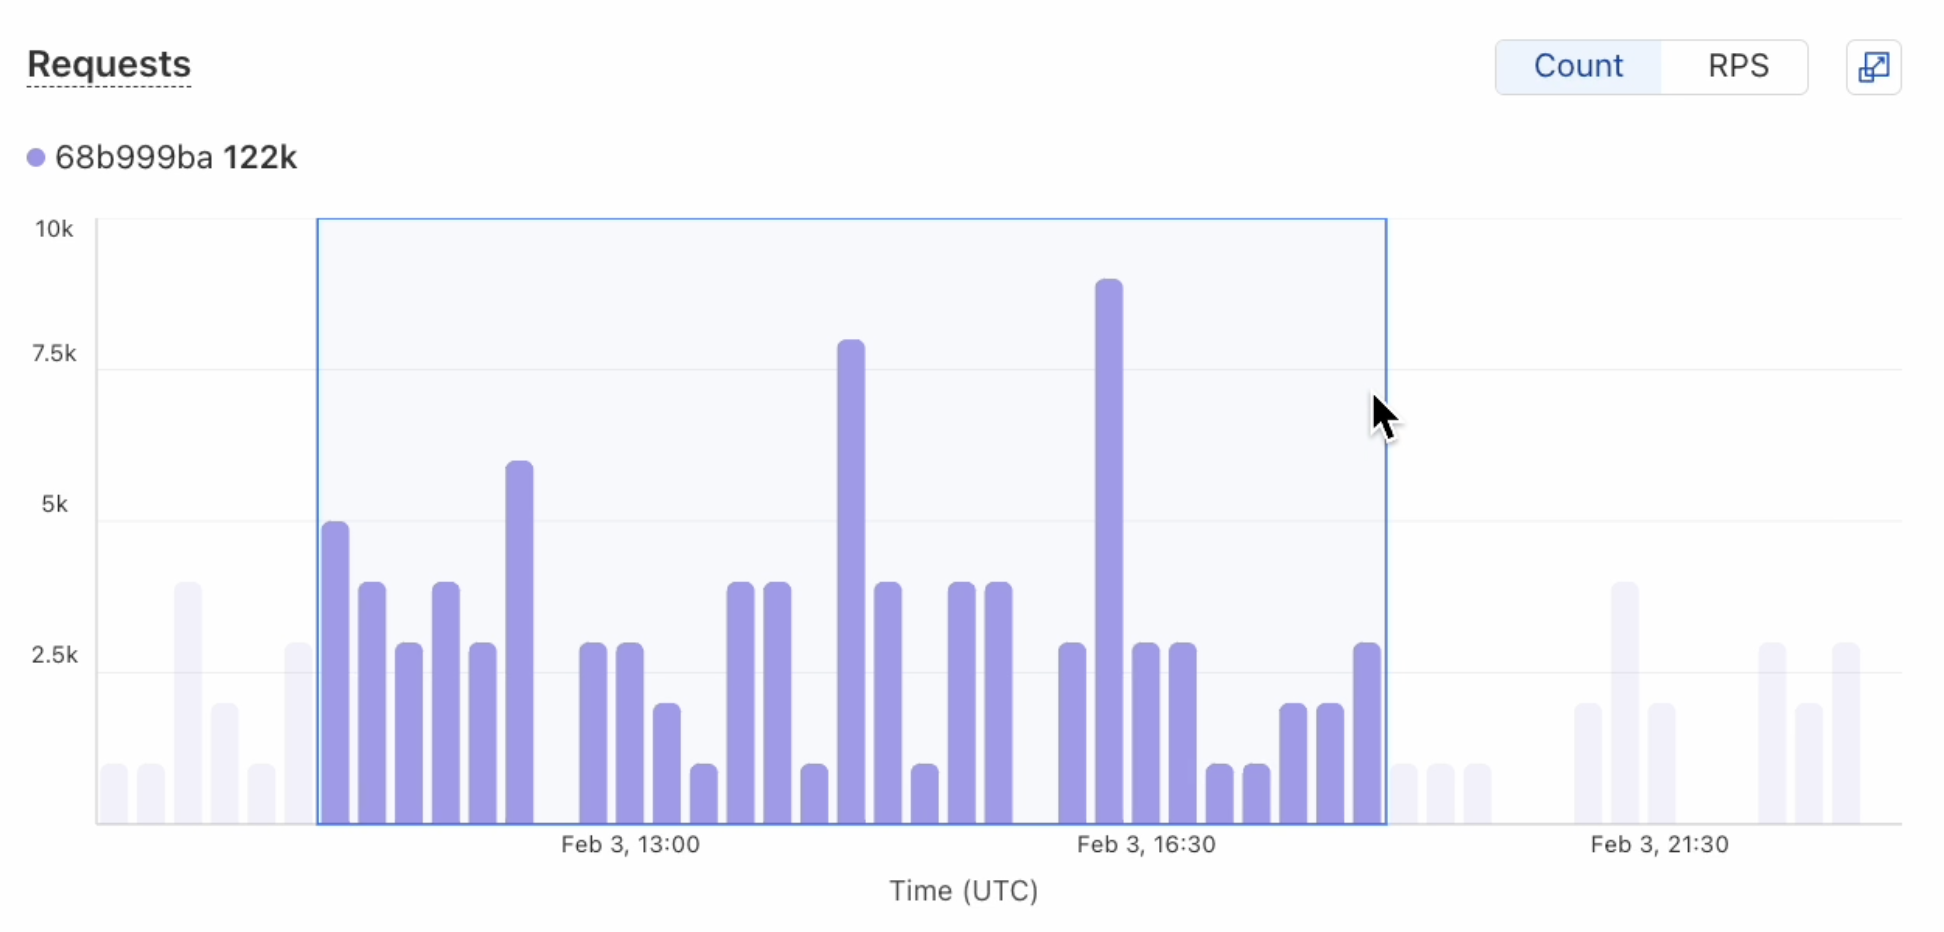 Requests
Count
RPS
68b999ba 122k
10k
7.5k
5k
2.5k
Feb 3, 13:00
Feb 3, 16:30
Feb 3, 21:30
Time (UTC)